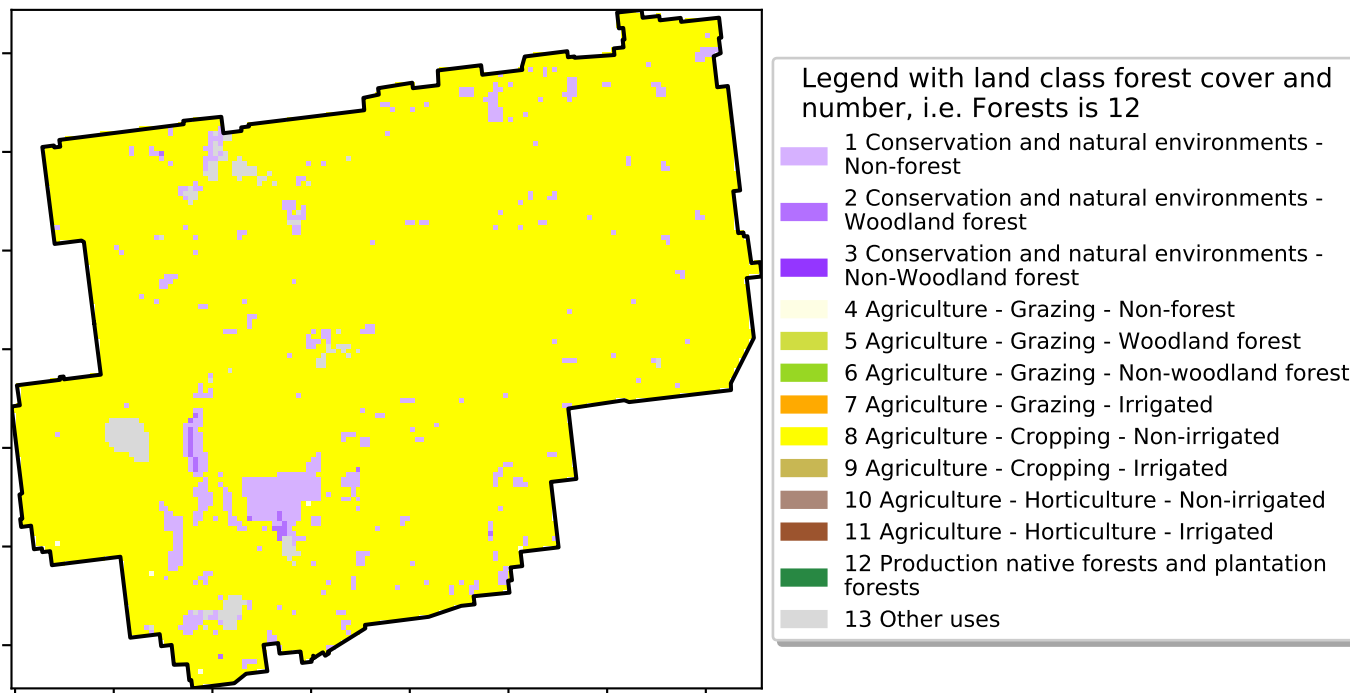 Legend with land class forest cover and
number, i.e. Forests is 12
1 Conservation and natural environments -
Non-forest
2 Conservation and natural environments -
Woodland forest
3 Conservation and natural environments -
Non-Woodland forest
4 Agriculture - Grazing - Non-forest
5 Agriculture - Grazing - Woodland forest
6 Agriculture - Grazing - Non-woodland forest
7 Agriculture - Grazing - Irrigated
8 Agriculture - Cropping - Non-irrigated
9 Agriculture - Cropping - Irrigated
10 Agriculture - Horticulture - Non-irrigated
11 Agriculture - Horticulture - Irrigated
12 Production native forests and plantation
forests
13 Other uses